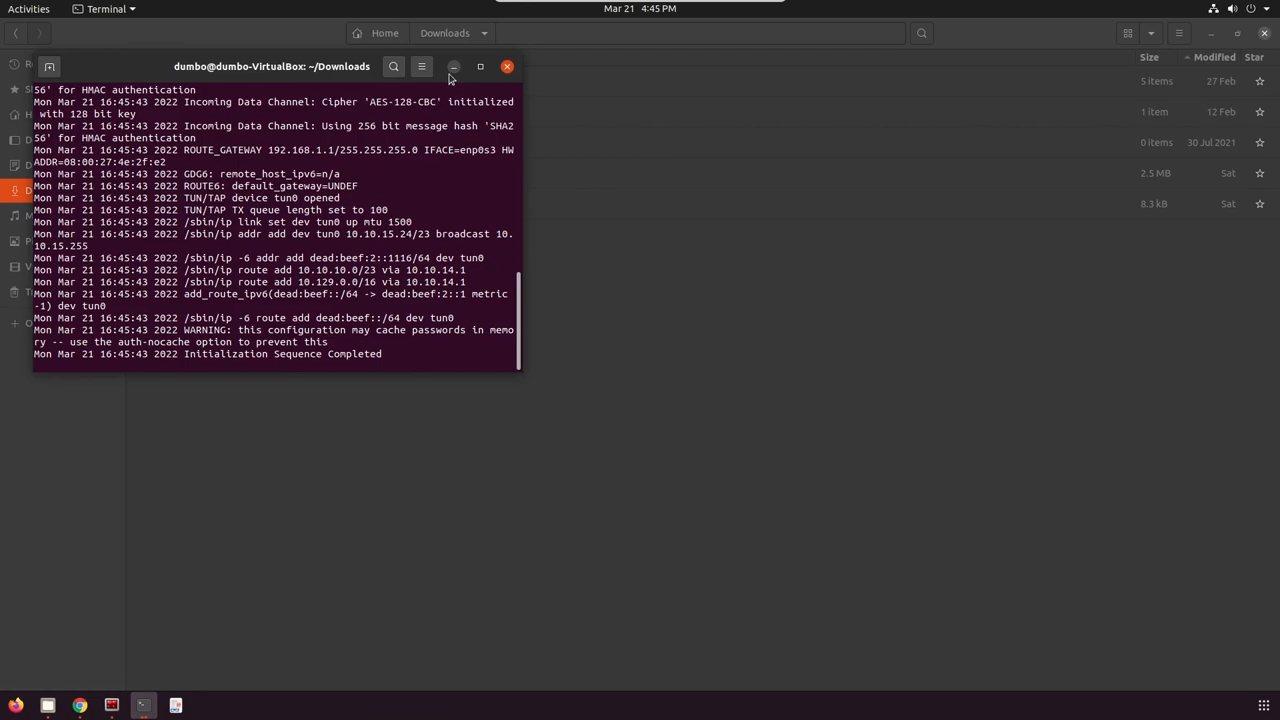 Activities
Terminal
Mar 21 4:45 PM
Home
Downloads
Size
Modified
Star
5 items
27 Feb
1 item
12 Feb
0 items
30 Jul 2021
2.5 MB
Sat
8.3 kB
Sat
dumbo@dumbo-VirtualBox: ~/Downloads
56' for HMAC authentication
Mon Mar 21 16:45:43 2022 Incoming Data Channel: Cipher 'AES-128-CBC' initialized
with 128 bit key
Mon Mar 21 16:45:43 2022 Incoming Data Channel: Using 256 bit message hash 'SHA2
56' for HMAC authentication
Mon Mar 21 16:45:43 2022 ROUTE_GATEWAY 192.168.1.1/255.255.255.0 IFACE=enp0s3 HW
ADDR=08:00:27:4e:2f:e2
Mon Mar 21 16:45:43 2022 GDG6: remote_host_ipv6=n/a
Mon Mar 21 16:45:43 2022 ROUTE6: default_gateway=UNDEF
Mon Mar 21 16:45:43 2022 TUN/TAP device tun0 opened
Mon Mar 21 16:45:43 2022 TUN/TAP TX queue length set to 100
Mon Mar 21 16:45:43 2022 /sbin/ip link set dev tun0 up mtu 1500
Mon Mar 21 16:45:43 2022 /sbin/ip addr add dev tun0 10.10.15.24/23 broadcast 10.
10.15.255
Mon Mar 21 16:45:43 2022 /sbin/ip -6 addr add dead:beef:2::1116/64 dev tun0
Mon Mar 21 16:45:43 2022 /sbin/ip route add 10.10.10.0/23 via 10.10.14.1
Mon Mar 21 16:45:43 2022 /sbin/ip route add 10.129.0.0/16 via 10.10.14.1
Mon Mar 21 16:45:43 2022 add_route_ipv6(dead:beef::/64 -> dead:beef:2::1 metric
-1) dev tun0
Mon Mar 21 16:45:43 2022 /sbin/ip -6 route add dead:beef::/64 dev tun0
Mon Mar 21 16:45:43 2022 WARNING: this configuration may cache passwords in memo
ry -- use the auth-nocache option to prevent this
Mon Mar 21 16:45:43 2022 Initialization Sequence Completed